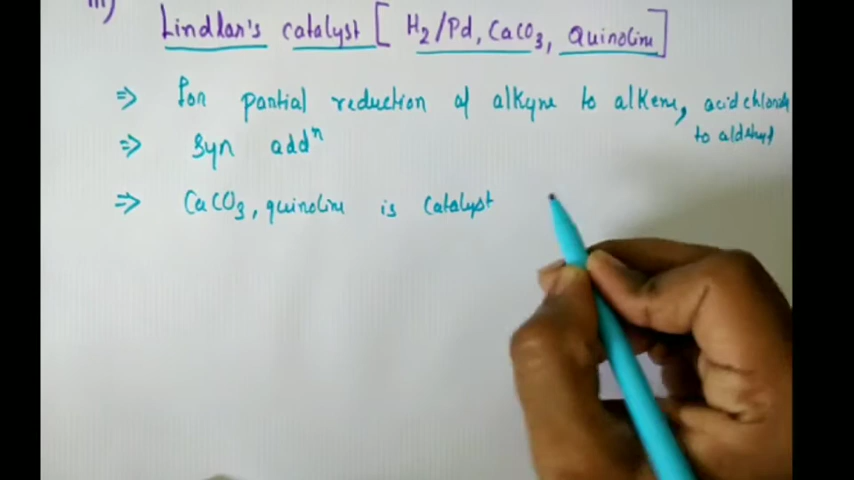 iii)
Lindlar's catalyst [ H2/Pd, CaCO3, Quinoline ]
⇒ for partial reduction of alkyne to alkene, acid chloride
to aldehyd
⇒ Syn addⁿ
⇒ CaCO3, quinoline is catalyst